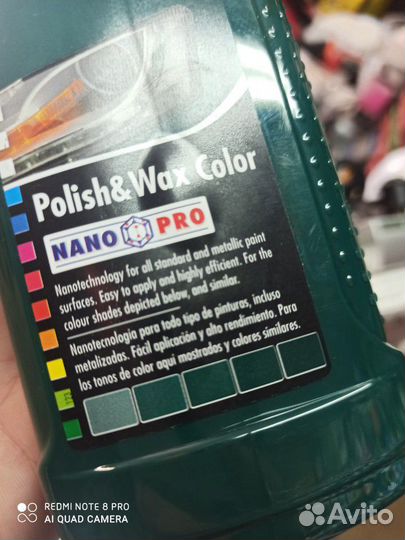 Polish&Wax Color
NANO PRO
Nanotechnology for all standard and metallic paint
surfaces. Easy to apply and highly efficient. For the
colour shades depicted below, and similar.
Nanotecnologia para todo tipo de pinturas, incluso
metalizadas. Fácil aplicación y alto rendimiento. Para
los tonos de color aqui mostrados y colores similares.
REDMI NOTE 8 PRO
AI QUAD CAMERA
Avito